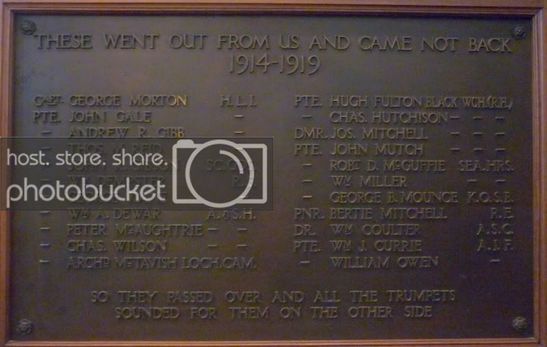 THESE WENT OUT FROM US AND CAME NOT BACK
1914-1919
CAPT. GEORGE MORTON H.L.I.
PTE. JOHN GALE -
- ANDREW R. GIBB -
- THOS. REID
- WM A. DEWAR A.&S.H.
- PETER McAUGHTRIE - -
- CHAS. WILSON - -
- ARCHD McTAVISH LOCH.CAM.
PTE. HUGH FULTON BLACK WCH.(R.H.)
- CHAS. HUTCHISON - - -
DMR. JOS. MITCHELL - - -
PTE. JOHN MUTCH - - -
- ROBT D. McGUFFIE SEA.HRS.
- WM MILLER - -
- GEORGE B. MOUNCE K.O.S.B.
PNR. BERTIE MITCHELL R.E.
DR. WM COULTER A.S.C.
PTE. WM J. CURRIE A.I.F.
- WILLIAM OWEN -
SO THEY PASSED OVER AND ALL THE TRUMPETS
SOUNDED FOR THEM ON THE OTHER SIDE
host. store. share.
photobucket